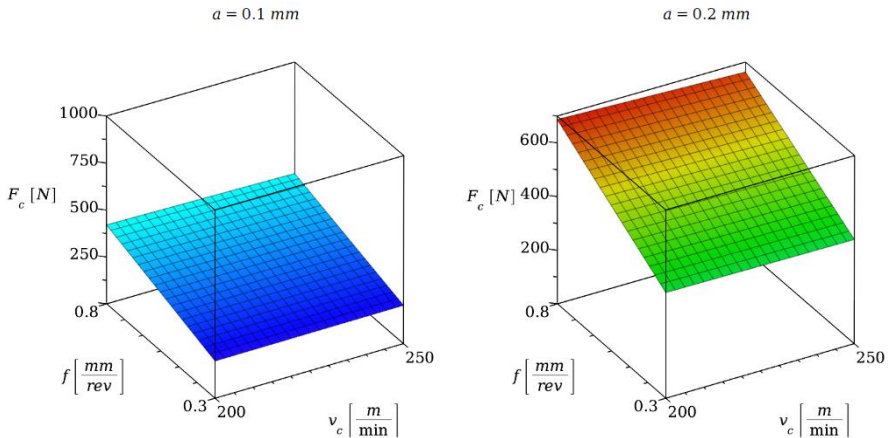 a = 0.1 mm
1000
750
F_c [N]
500
250
0.8
f [mm/rev]
0.3
200
v_c [m/min]
250
a = 0.2 mm
600
F_c [N]
400
200
0.8
f [mm/rev]
0.3
200
v_c [m/min]
250